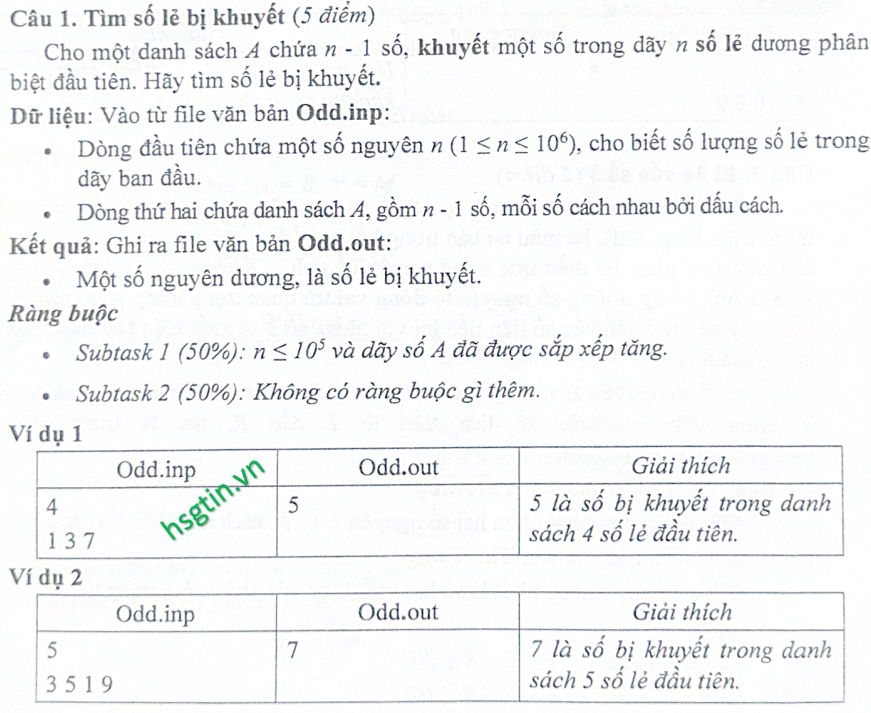 Câu 1. Tìm số lẻ bị khuyết (5 điểm)
Cho một danh sách A chứa n - 1 số, khuyết một số trong dãy n số lẻ dương phân
biệt đầu tiên. Hãy tìm số lẻ bị khuyết.
Dữ liệu: Vào từ file văn bản Odd.inp:
• Dòng đầu tiên chứa một số nguyên n (1 ≤ n ≤ 10⁶), cho biết số lượng số lẻ trong
dãy ban đầu.
• Dòng thứ hai chứa danh sách A, gồm n - 1 số, mỗi số cách nhau bởi dấu cách.
Kết quả: Ghi ra file văn bản Odd.out:
• Một số nguyên dương, là số lẻ bị khuyết.
Ràng buộc
• Subtask 1 (50%): n ≤ 10⁵ và dãy số A đã được sắp xếp tăng.
• Subtask 2 (50%): Không có ràng buộc gì thêm.
Ví dụ 1
Odd.inp Odd.out Giải thích
4 5 5 là số bị khuyết trong danh
1 3 7 sách 4 số lẻ đầu tiên.
hsgtin.vn
Ví dụ 2
Odd.inp Odd.out Giải thích
5 7 7 là số bị khuyết trong danh
3 5 1 9 sách 5 số lẻ đầu tiên.